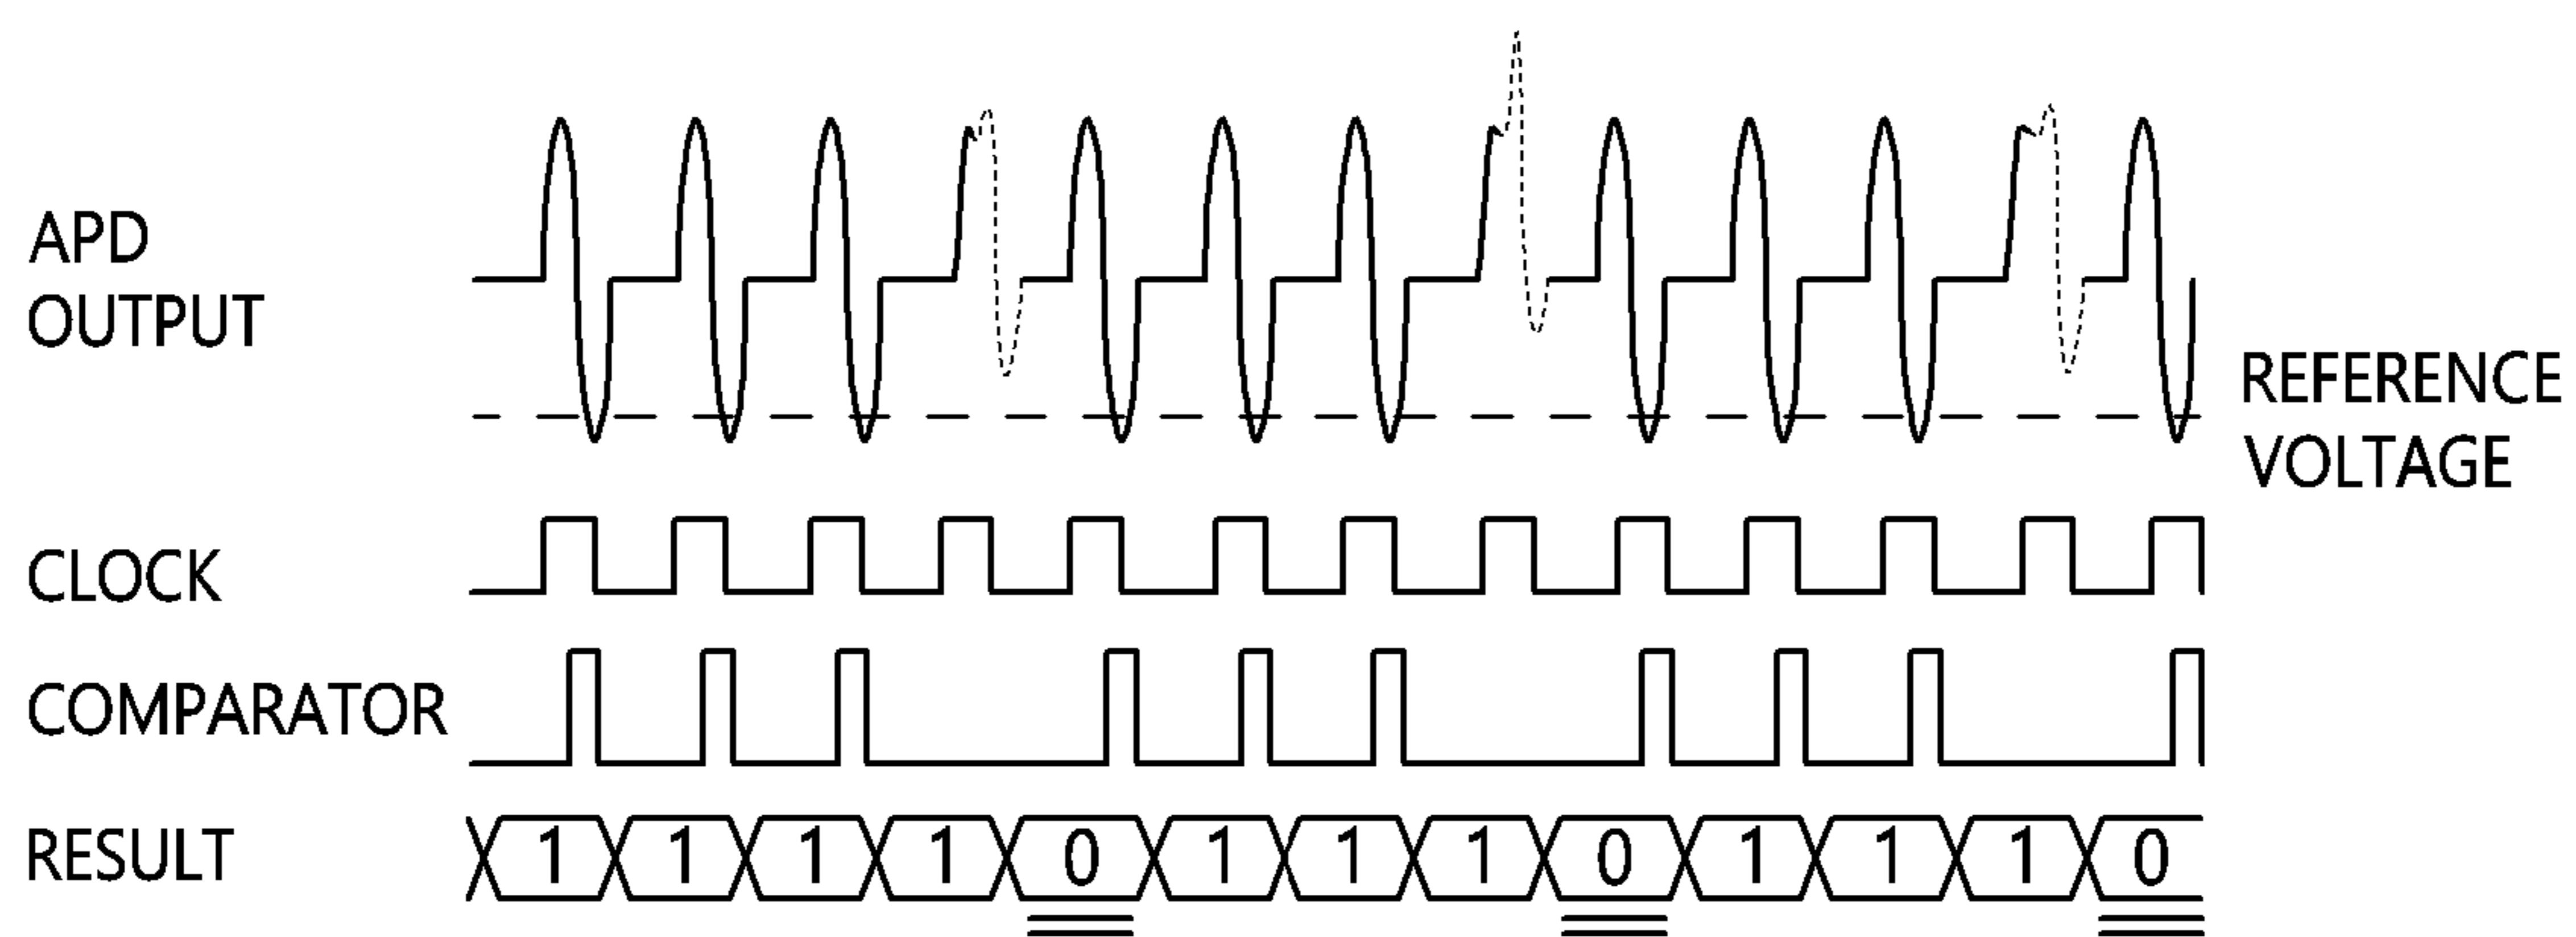 APD
OUTPUT
REFERENCE
VOLTAGE
CLOCK
COMPARATOR
RESULT 1 1 1 1 0 1 1 1 0 1 1 1 0